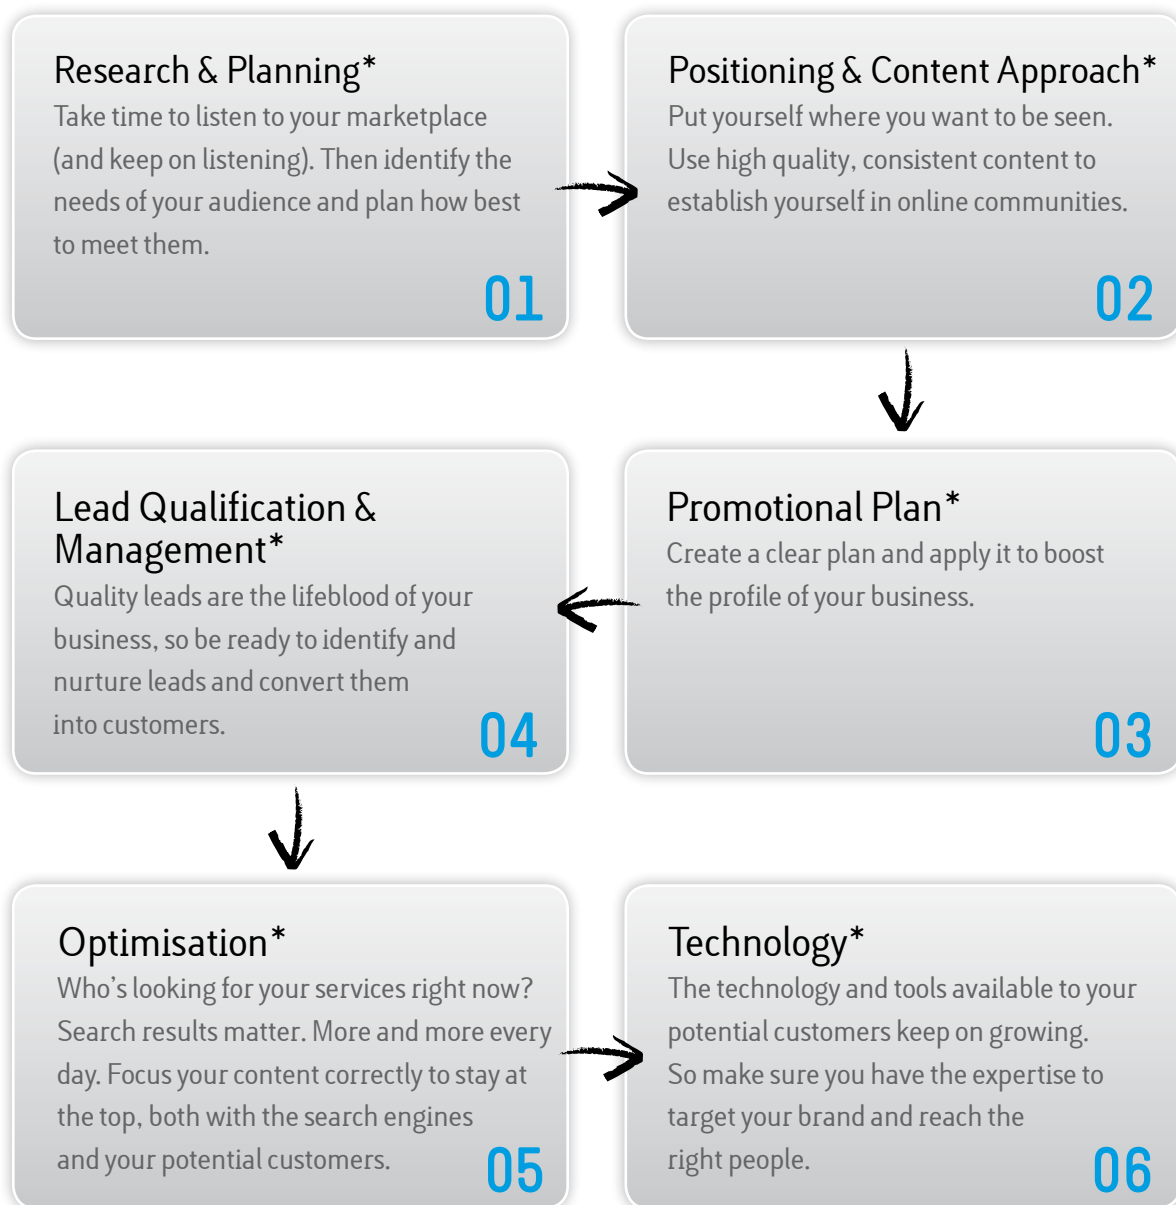 Research & Planning*
Take time to listen to your marketplace
(and keep on listening). Then identify the
needs of your audience and plan how best
to meet them.
01
Positioning & Content Approach*
Put yourself where you want to be seen.
Use high quality, consistent content to
establish yourself in online communities.
02
Promotional Plan*
Create a clear plan and apply it to boost
the profile of your business.
03
Lead Qualification &
Management*
Quality leads are the lifeblood of your
business, so be ready to identify and
nurture leads and convert them
into customers.
04
Optimisation*
Who’s looking for your services right now?
Search results matter. More and more every
day. Focus your content correctly to stay at
the top, both with the search engines
and your potential customers.
05
Technology*
The technology and tools available to your
potential customers keep on growing.
So make sure you have the expertise to
target your brand and reach the
right people.
06